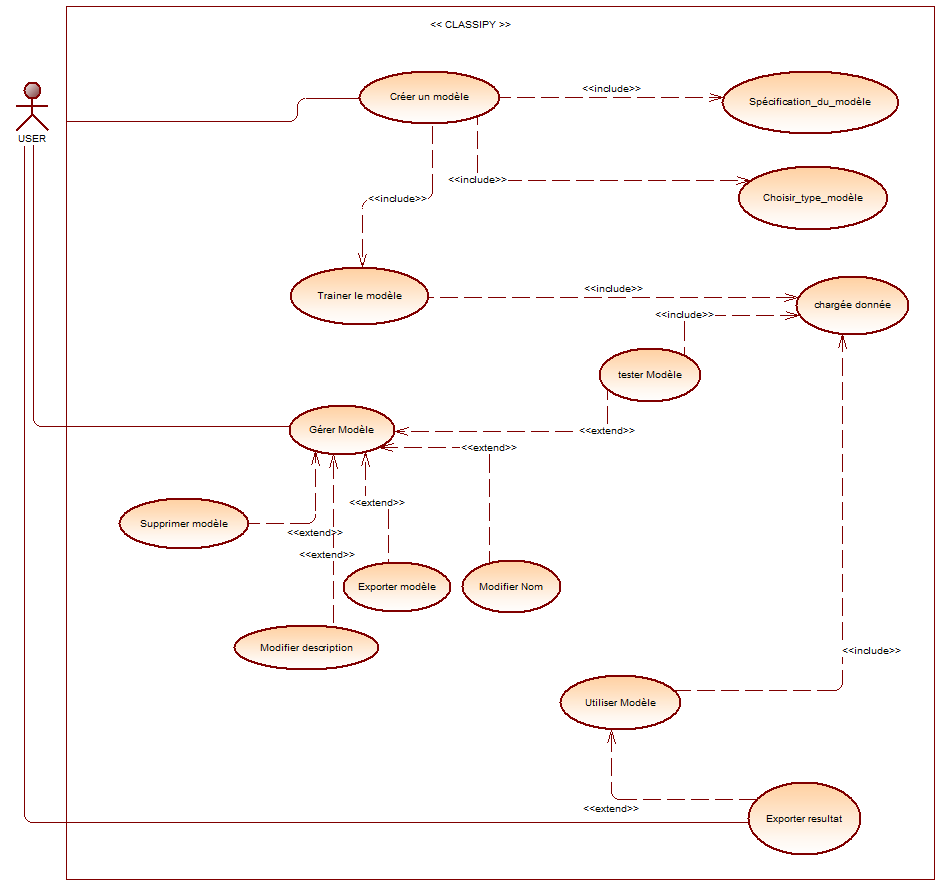 << CLASSIPY >>
USER
Créer un modèle
<<include>>
Spécification_du_modèle
<<include>>
Choisir_type_modèle
<<include>>
Trainer le modèle
<<include>>
chargée donnée
<<include>>
tester Modèle
Gérer Modèle
<<extend>>
<<extend>>
<<extend>>
Supprimer modèle
<<extend>>
<<extend>>
Exporter modèle
Modifier Nom
Modifier description
<<include>>
Utiliser Modèle
<<extend>>
Exporter resultat